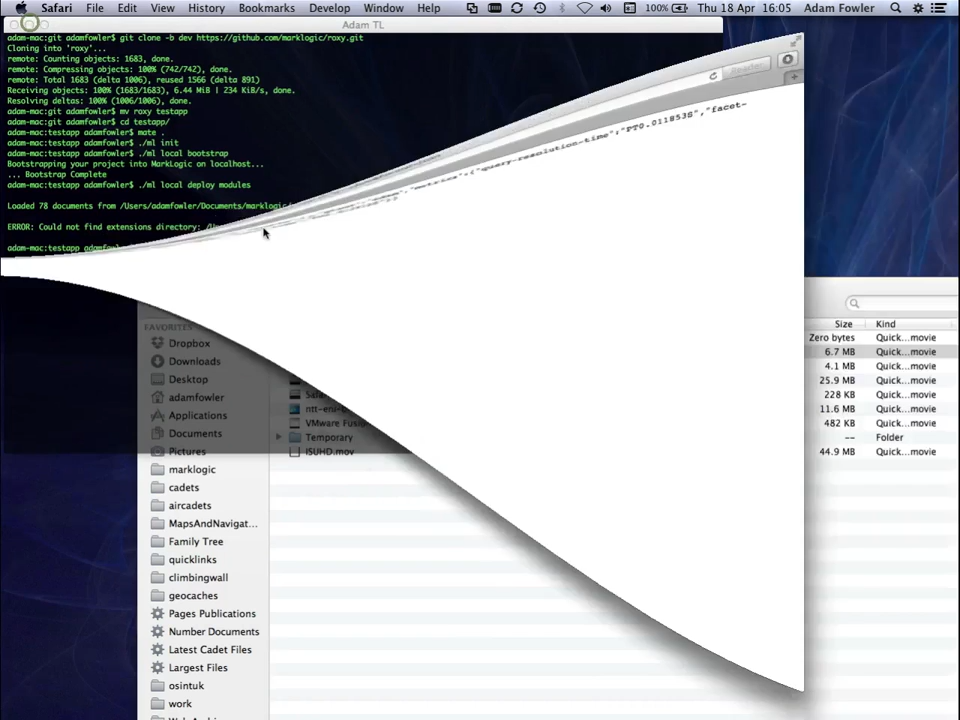 Safari File Edit View History Bookmarks Develop Window Help 100% Thu 18 Apr 16:05 Adam Fowler
Adam TL
adam-mac:git adamfowler$ git clone -b dev https://github.com/marklogic/roxy.git
Cloning into 'roxy'...
remote: Counting objects: 1683, done.
remote: Compressing objects: 100% (742/742), done.
remote: Total 1683 (delta 1006), reused 1566 (delta 891)
Receiving objects: 100% (1683/1683), 6.44 MiB | 234 KiB/s, done.
Resolving deltas: 100% (1006/1006), done.
adam-mac:git adamfowler$ mv roxy testapp
adam-mac:git adamfowler$ cd testapp/
adam-mac:testapp adamfowler$ mate .
adam-mac:testapp adamfowler$ ./ml init
adam-mac:testapp adamfowler$ ./ml local bootstrap
Bootstrapping your project into MarkLogic on localhost...
... Bootstrap Complete
adam-mac:testapp adamfowler$ ./ml local deploy modules
Loaded 78 documents from /Users/adamfowler/Documents/marklogic
ERROR: Could not find extensions directory:
adam-mac:testapp
Reader
"metrics":{"query-resolution-time":"PT0.011853S","facet-
Size Kind
Zero bytes Quick...movie
6.7 MB Quick...movie
4.1 MB Quick...movie
25.9 MB Quick...movie
228 KB Quick...movie
11.6 MB Quick...movie
482 KB Quick...movie
-- Folder
44.9 MB Quick...movie
FAVORITES
Dropbox
Downloads
Desktop
adamfowler
Applications
Documents
Pictures
marklogic
cadets
aircadets
MapsAndNavigat...
Family Tree
quicklinks
climbingwall
geocaches
Pages Publications
Number Documents
Latest Cadet Files
Largest Files
osintuk
work
VMware
Temporary
ISUHD.mov